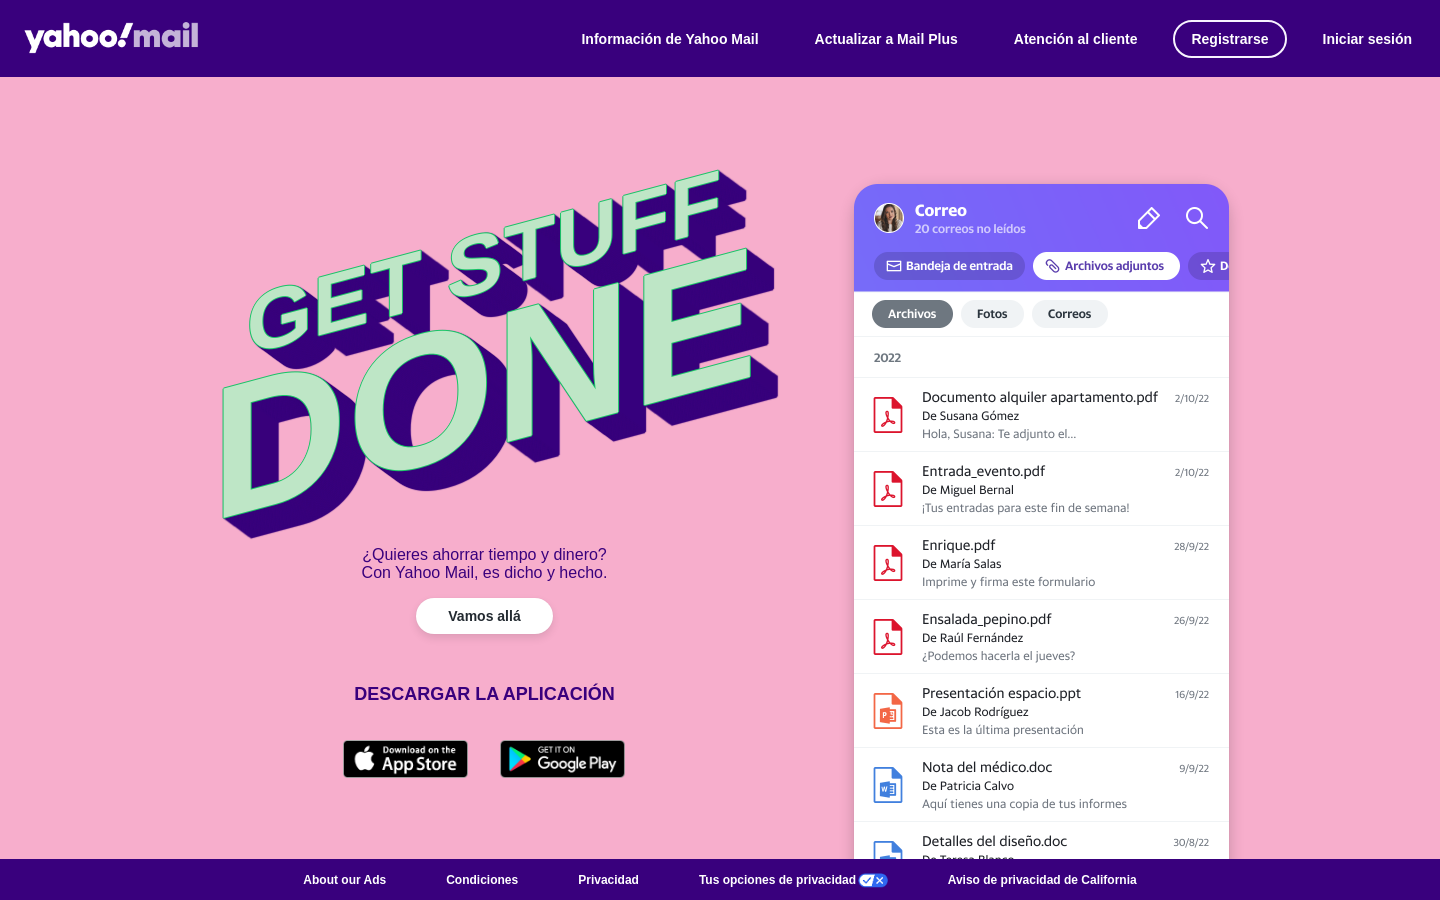 yahoo!mail
Información de Yahoo Mail
Actualizar a Mail Plus
Atención al cliente
Registrarse
Iniciar sesión
GET STUFF
DONE
¿Quieres ahorrar tiempo y dinero?
Con Yahoo Mail, es dicho y hecho.
Vamos allá
DESCARGAR LA APLICACIÓN
Download on the
App Store
GET IT ON
Google Play
Correo
20 correos no leídos
Bandeja de entrada
Archivos adjuntos
Archivos
Fotos
Correos
2022
Documento alquiler apartamento.pdf 2/10/22
De Susana Gómez
Hola, Susana: Te adjunto el...
Entrada_evento.pdf 2/10/22
De Miguel Bernal
¡Tus entradas para este fin de semana!
Enrique.pdf 28/9/22
De María Salas
Imprime y firma este formulario
Ensalada_pepino.pdf 26/9/22
De Raúl Fernández
¿Podemos hacerla el jueves?
Presentación espacio.ppt 16/9/22
De Jacob Rodríguez
Esta es la última presentación
Nota del médico.doc 9/9/22
De Patricia Calvo
Aquí tienes una copia de tus informes
Detalles del diseño.doc 30/8/22
About our Ads
Condiciones
Privacidad
Tus opciones de privacidad
Aviso de privacidad de California